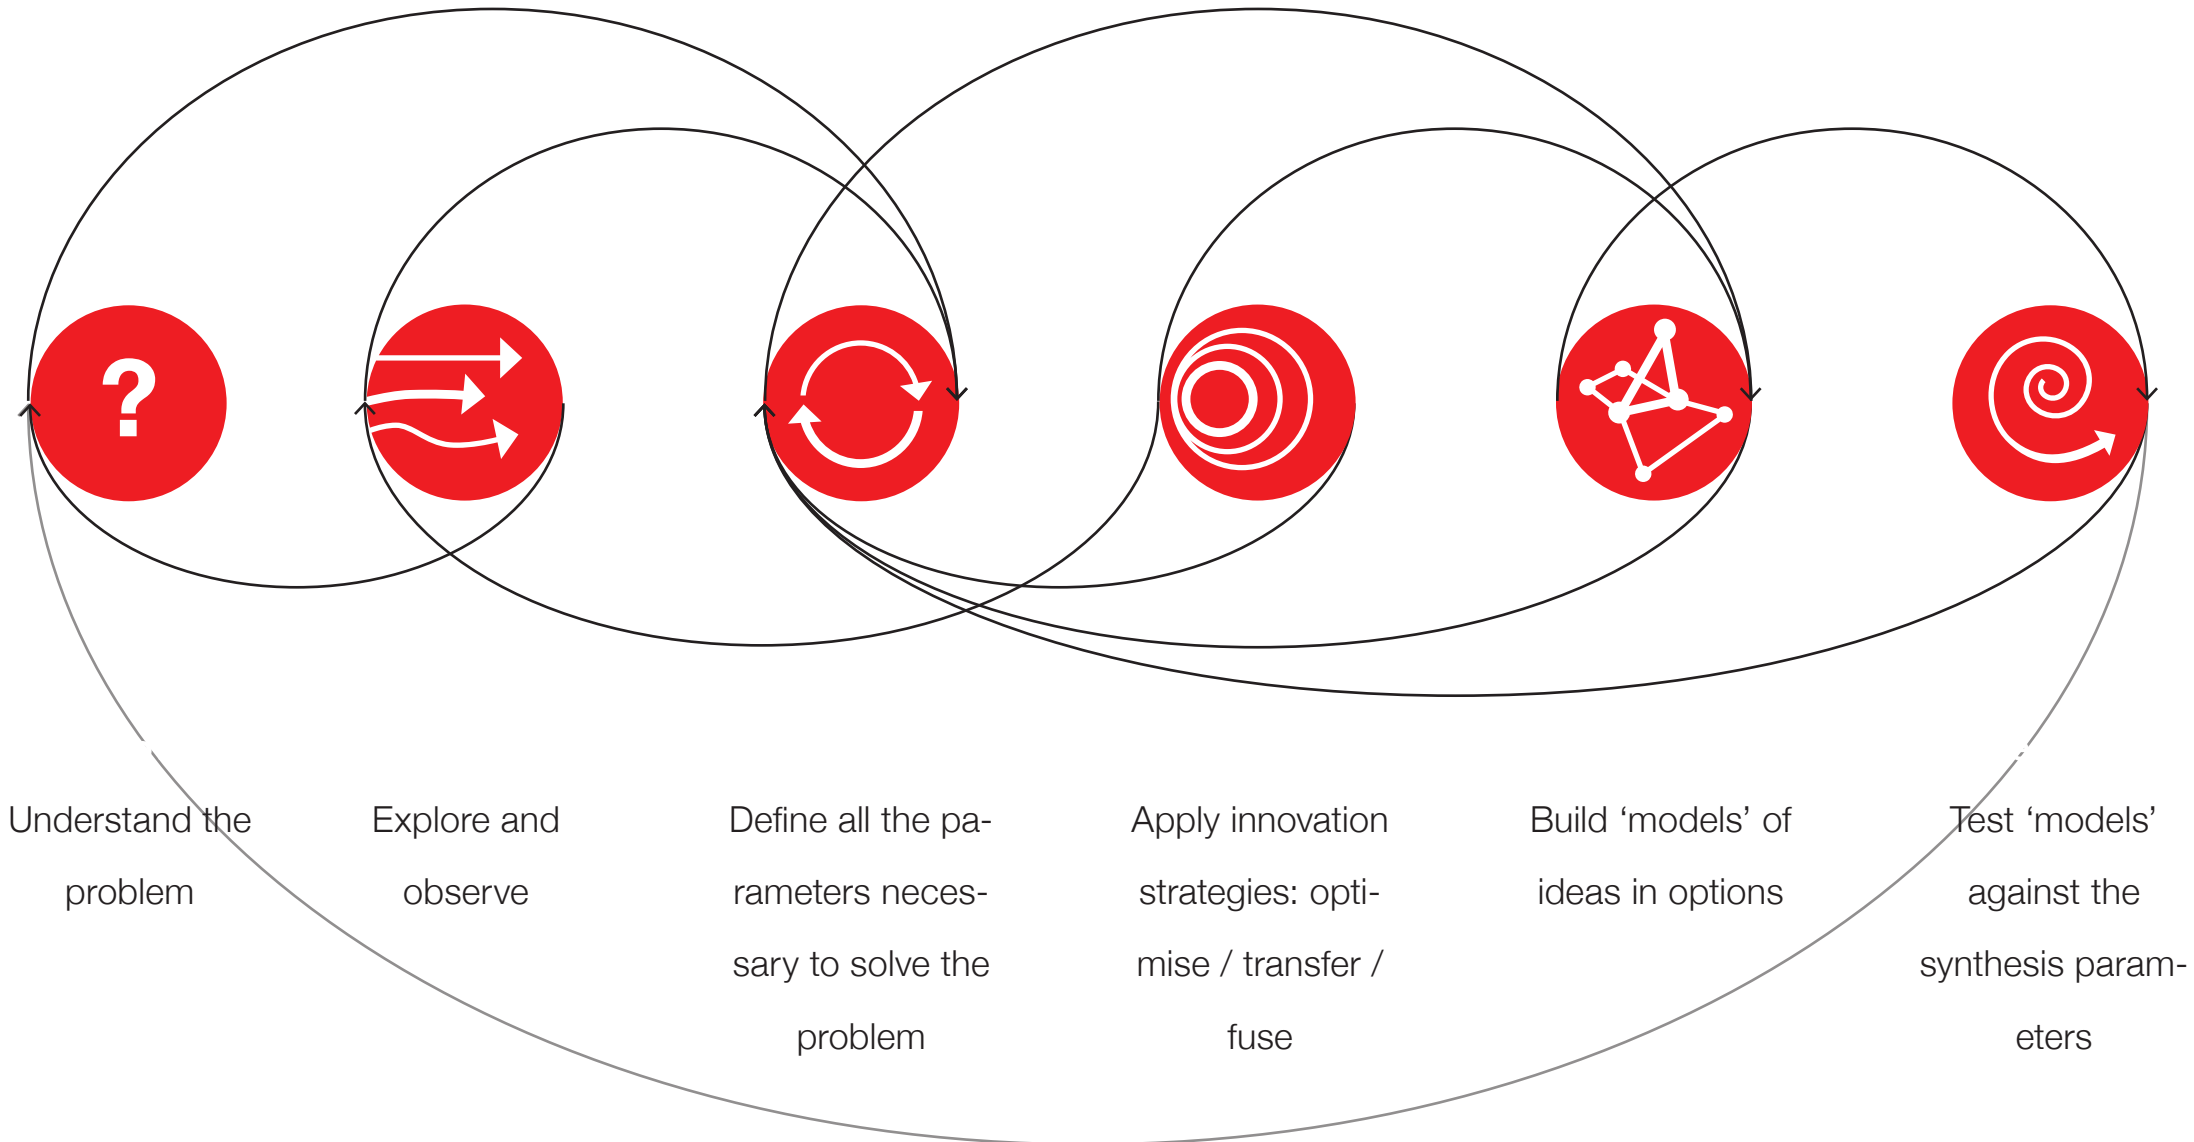 ?
Understand the
problem
Explore and
observe
Define all the pa-
rameters neces-
sary to solve the
problem
Apply innovation
strategies: opti-
mise / transfer /
fuse
Build ‘models’ of
ideas in options
Test ‘models’
against the
synthesis param-
eters